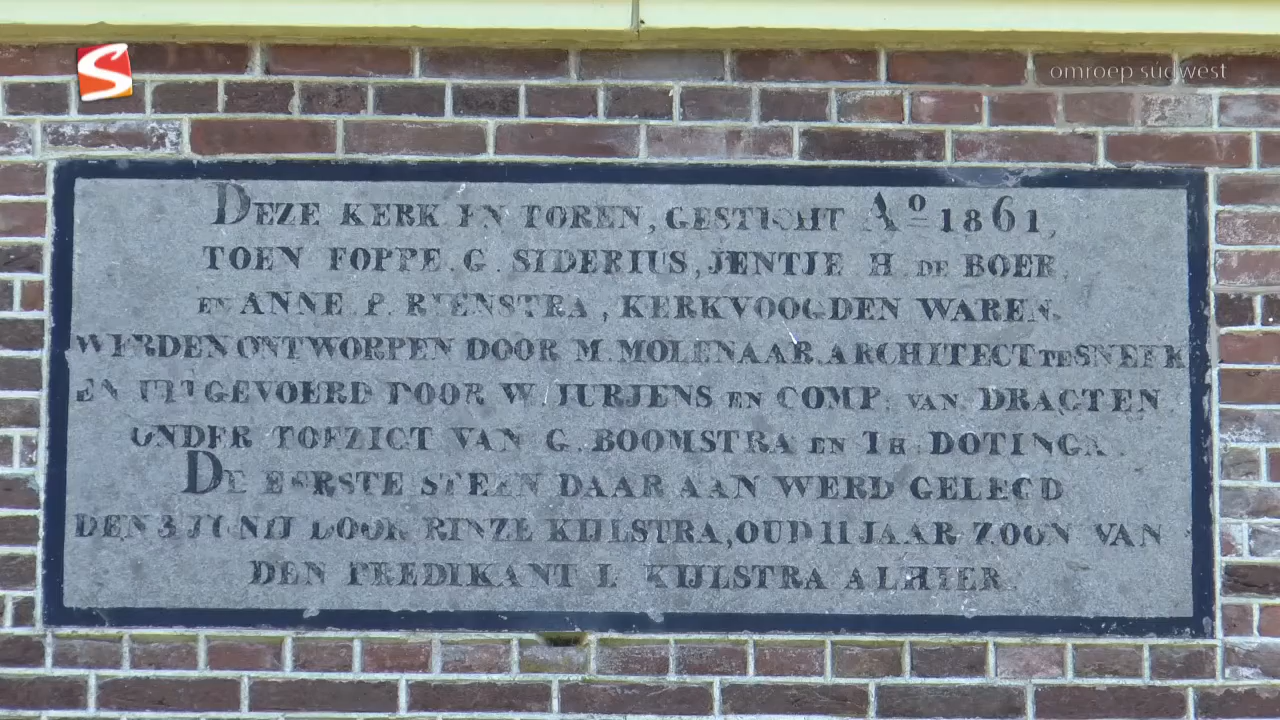 omroep súdwest
DEZE KERK EN TOREN, GESTICHT Aº 1861,
TOEN FOPPE. G. SIDERIUS, JENTJE H. DE BOER,
EN ANNE P. RIENSTRA, KERKVOOGDEN WAREN.
WERDEN ONTWORPEN DOOR M. MOLENAAR. ARCHITECT TE SNEEK
EN UITGEVOERD DOOR W. JURJENS EN COMP. VAN DRAGTEN
ONDER TOEZICT VAN G. BOOMSTRA EN TH DOTINGA.
DE EERSTE STEEN DAAR AAN WERD GELEGD
DEN 3 JUNIJ DOOR RINZE KIJLSTRA, OUD 11 JAAR ZOON VAN
DEN PREDIKANT L KIJLSTRA ALHIER.